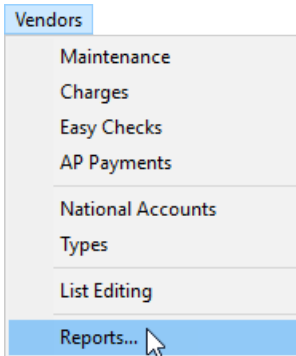 Vendors
Maintenance
Charges
Easy Checks
AP Payments
National Accounts
Types
List Editing
Reports...